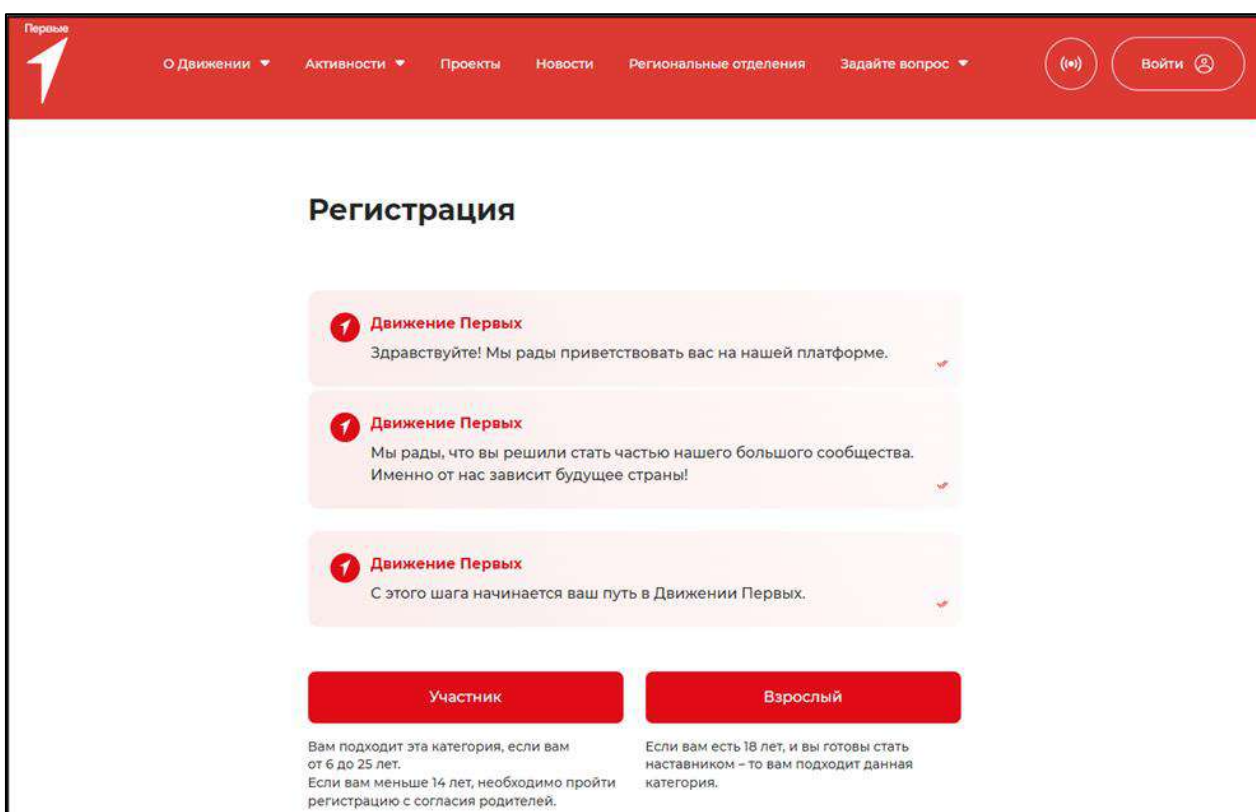 Первые
О Движении
Активности
Проекты
Новости
Региональные отделения
Задайте вопрос
Войти
Регистрация
Движение Первых
Здравствуйте! Мы рады приветствовать вас на нашей платформе.
Движение Первых
Мы рады, что вы решили стать частью нашего большого сообщества.
Именно от нас зависит будущее страны!
Движение Первых
С этого шага начинается ваш путь в Движении Первых.
Участник
Вам подходит эта категория, если вам
от 6 до 25 лет.
Если вам меньше 14 лет, необходимо пройти
регистрацию с согласия родителей.
Взрослый
Если вам есть 18 лет, и вы готовы стать
наставником – то вам подходит данная
категория.